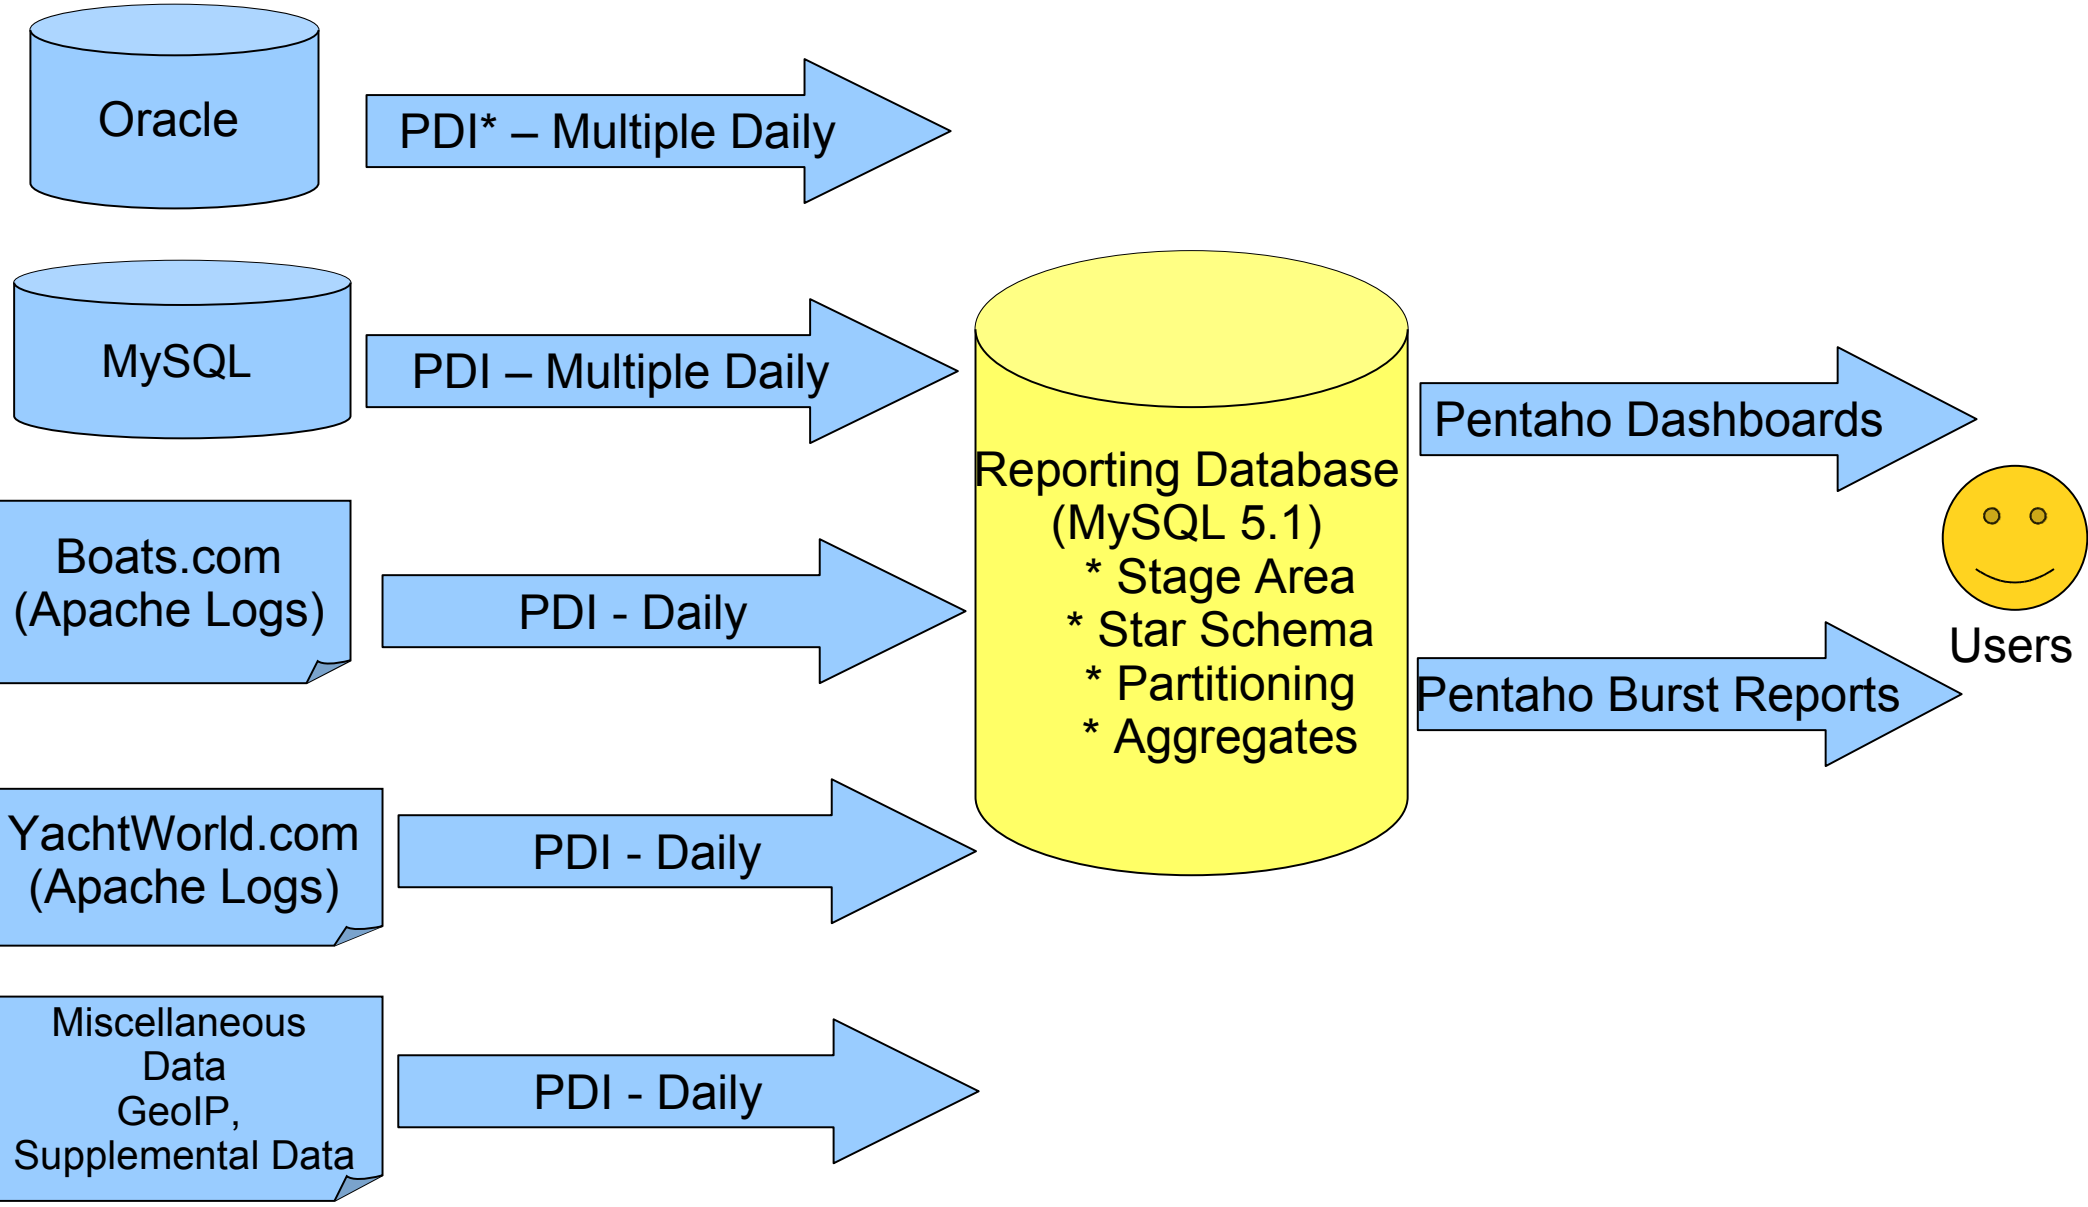 Oracle
PDI* – Multiple Daily
MySQL
PDI – Multiple Daily
Boats.com
(Apache Logs)
PDI - Daily
YachtWorld.com
(Apache Logs)
PDI - Daily
Miscellaneous
Data
GeoIP,
Supplemental Data
PDI - Daily
Reporting Database
(MySQL 5.1)
* Stage Area
* Star Schema
* Partitioning
* Aggregates
Pentaho Dashboards
Pentaho Burst Reports
Users